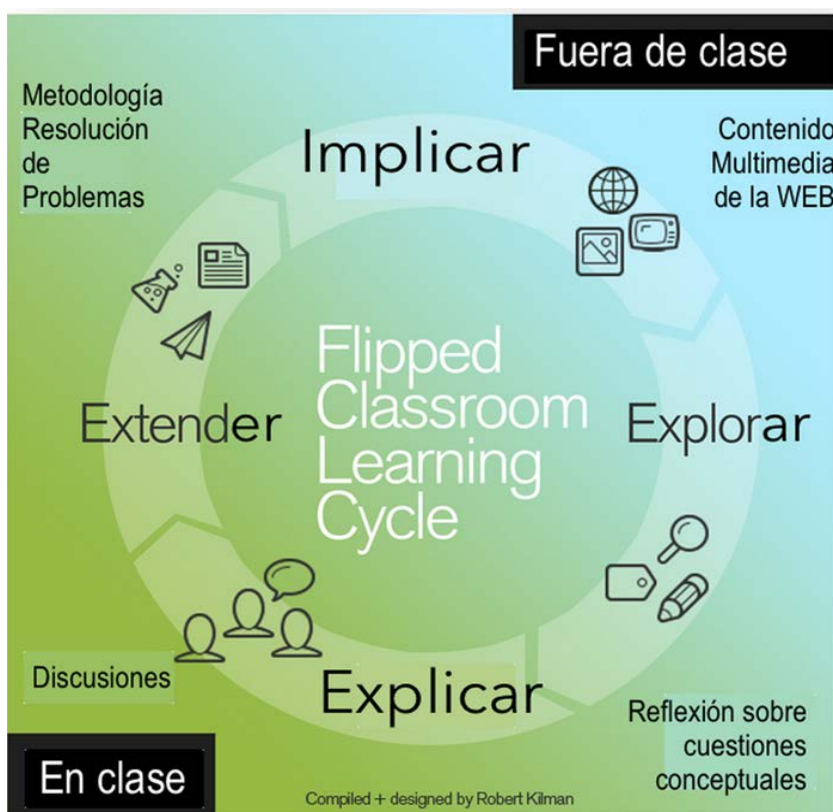 Fuera de clase
Metodología
Resolución
de
Problemas
Implicar
Contenido
Multimedia
de la WEB
Flipped
Classroom
Learning
Cycle
Extender
Explorar
Discusiones
Explicar
Reflexión sobre
cuestiones
conceptuales
En clase
Compiled + designed by Robert Kilman